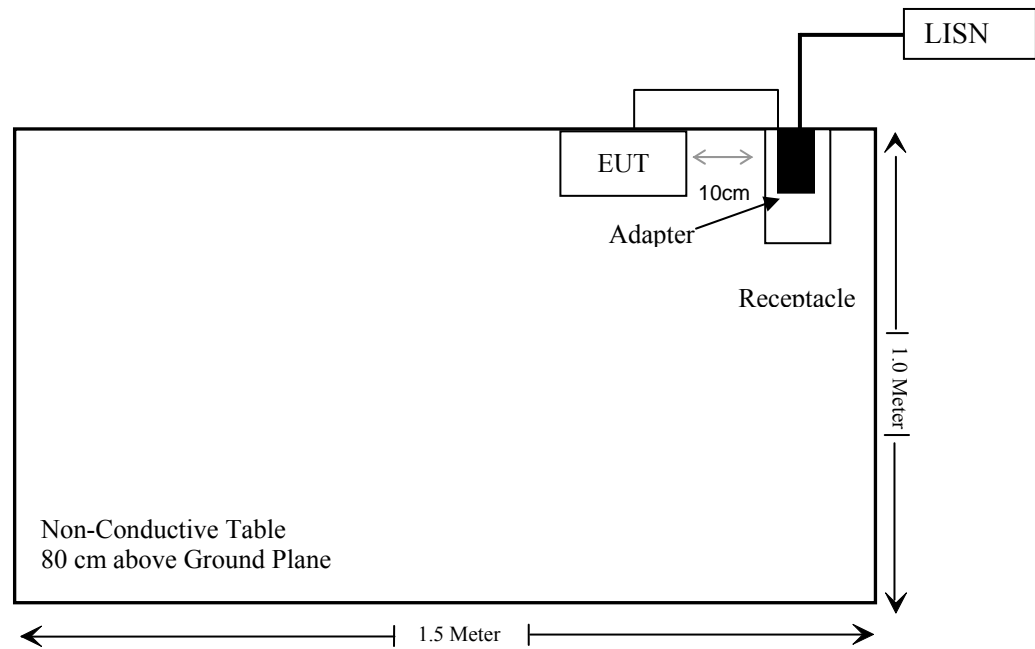 LISN
EUT
10cm
Adapter
Receptacle
1.0 Meter
Non-Conductive Table
80 cm above Ground Plane
1.5 Meter